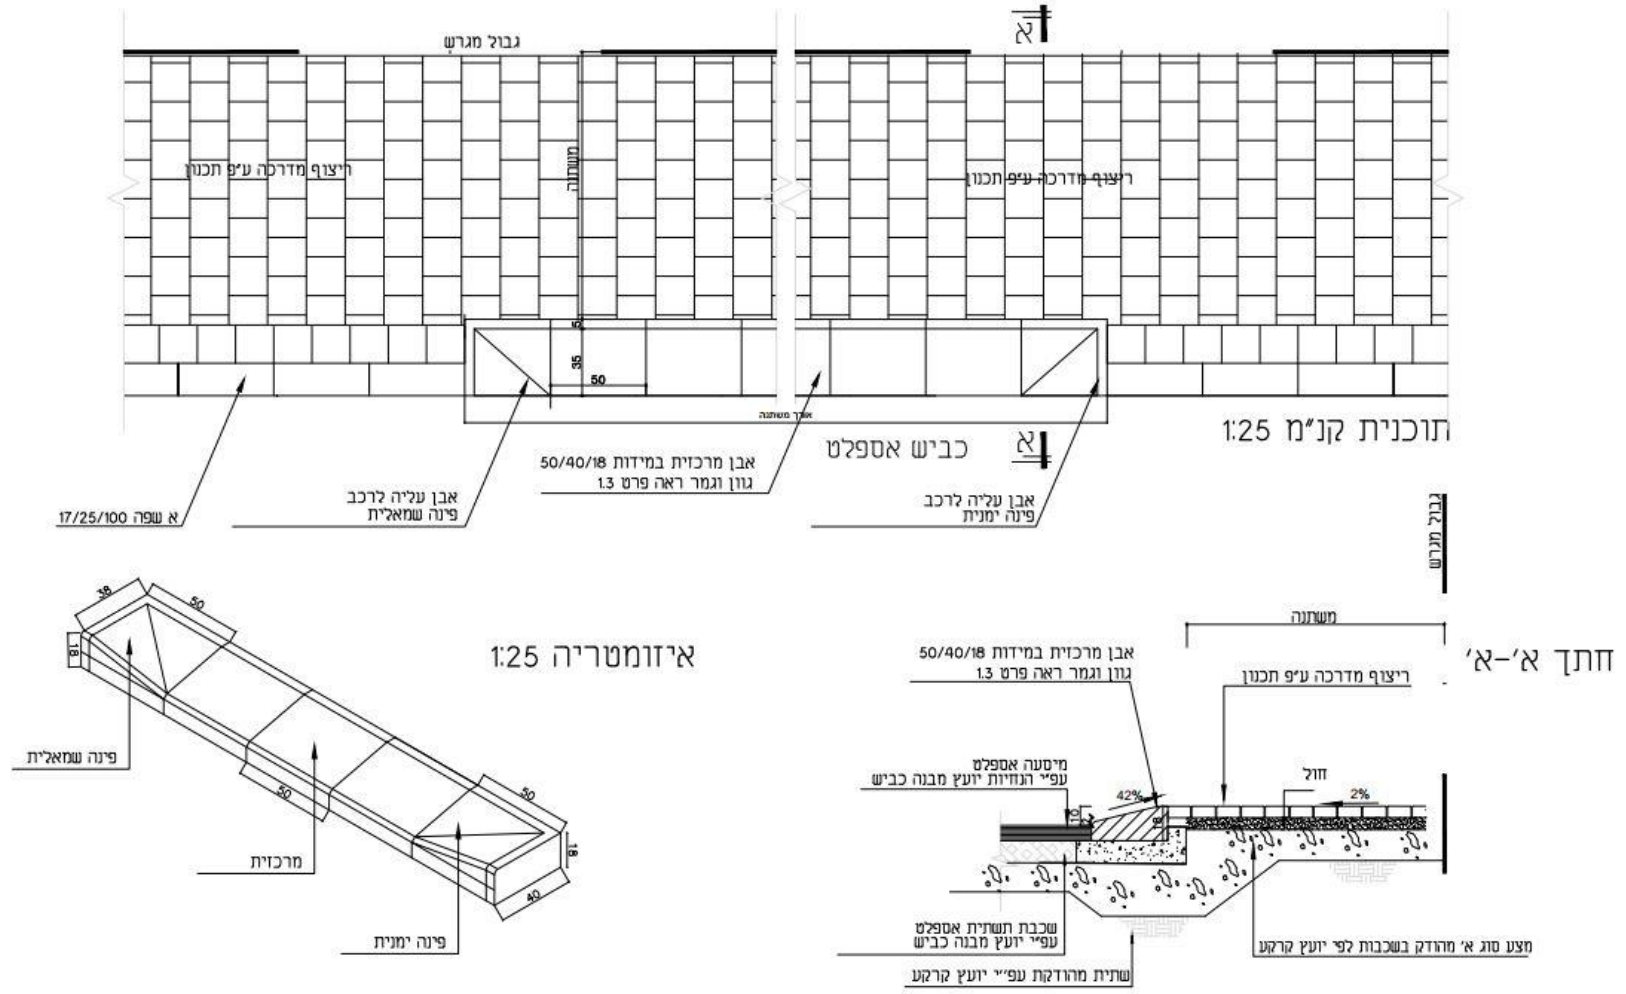 א
גבול מגרש
משתנה
ריצוף מדרכה ע"פ תכנון
ריצוף מדרכה ע"פ תכנון
5
35
50
אורך משתנה
תוכנית קנ"מ 1:25
א
כביש אספלט
אבן מרכזית במידות 50/40/18
גוון וגמר ראה פרט 1.3
אבן עליה לרכב
פינה שמאלית
אבן עליה לרכב
פינה ימנית
א שפה 17/25/100
גבול מגרש
38
50
18
איזומטריה 1:25
50
50
18
40
פינה שמאלית
מרכזית
פינה ימנית
משתנה
חתך א'-א'
אבן מרכזית במידות 50/40/18
גוון וגמר ראה פרט 1.3
ריצוף מדרכה ע"פ תכנון
מיסעה אספלט
עפ"י הנחיות יועץ מבנה כביש
חול
42%
2%
10
18
שכבת תשתית אספלט
עפ"י יועץ מבנה כביש
מצע סוג א' מהודק בשכבות לפי יועץ קרקע
שתית מהודקת עפ"י יועץ קרקע